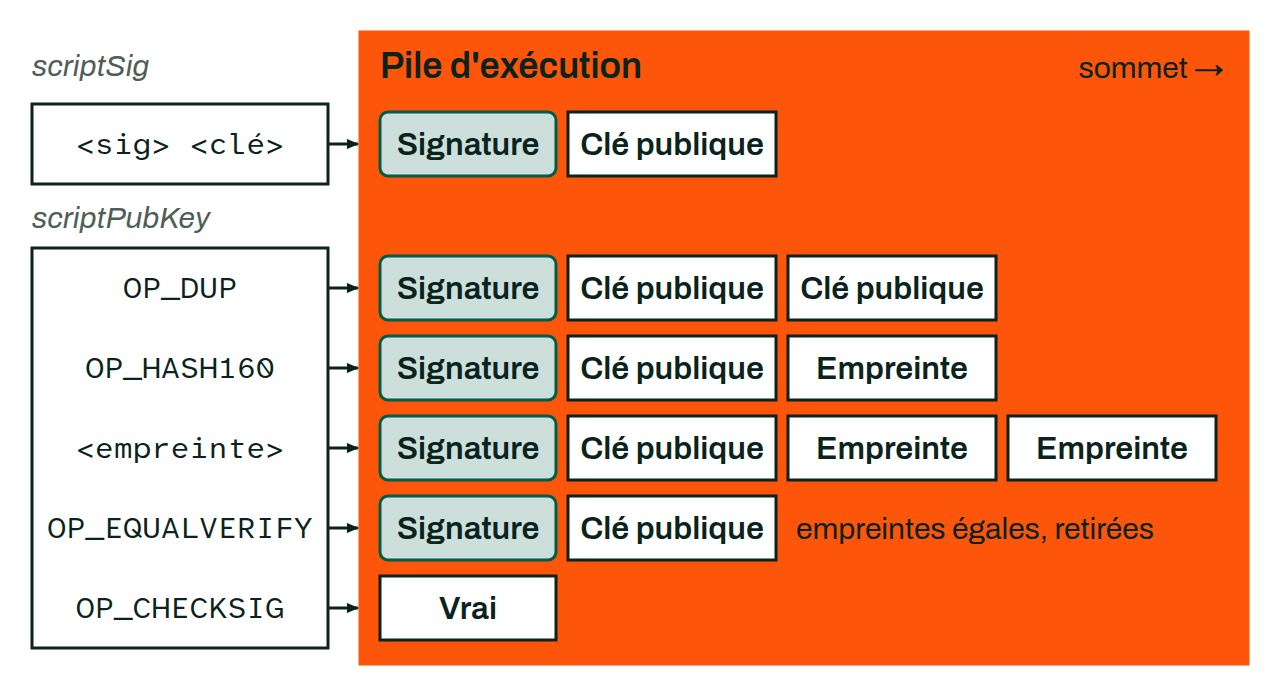 scriptSig
Pile d'exécution
sommet →
<sig> <clé>
Signature
Clé publique
scriptPubKey
OP_DUP
Signature
Clé publique
Clé publique
OP_HASH160
Signature
Clé publique
Empreinte
<empreinte>
Signature
Clé publique
Empreinte
Empreinte
OP_EQUALVERIFY
Signature
Clé publique
empreintes égales, retirées
OP_CHECKSIG
Vrai